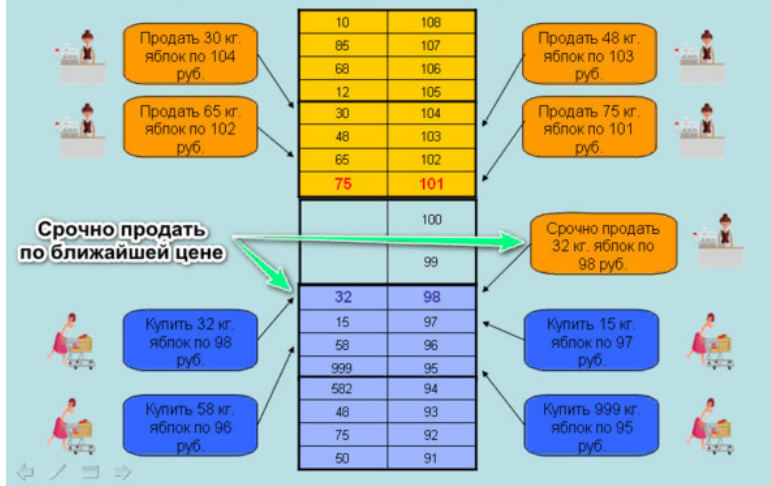 10 108
85 107
68 106
12 105
30 104
48 103
65 102
75 101
100
99
32 98
15 97
58 96
999 95
582 94
48 93
75 92
50 91
Продать 30 кг.
яблок по 104
руб.
Продать 48 кг.
яблок по 103
руб.
Продать 65 кг.
яблок по 102
руб.
Продать 75 кг.
яблок по 101
руб.
Срочно продать
по ближайшей цене
Срочно продать
32 кг. яблок по
98 руб.
Купить 32 кг.
яблок по 98
руб.
Купить 15 кг.
яблок по 97
руб.
Купить 58 кг.
яблок по 96
руб.
Купить 999 кг.
яблок по 95
руб.